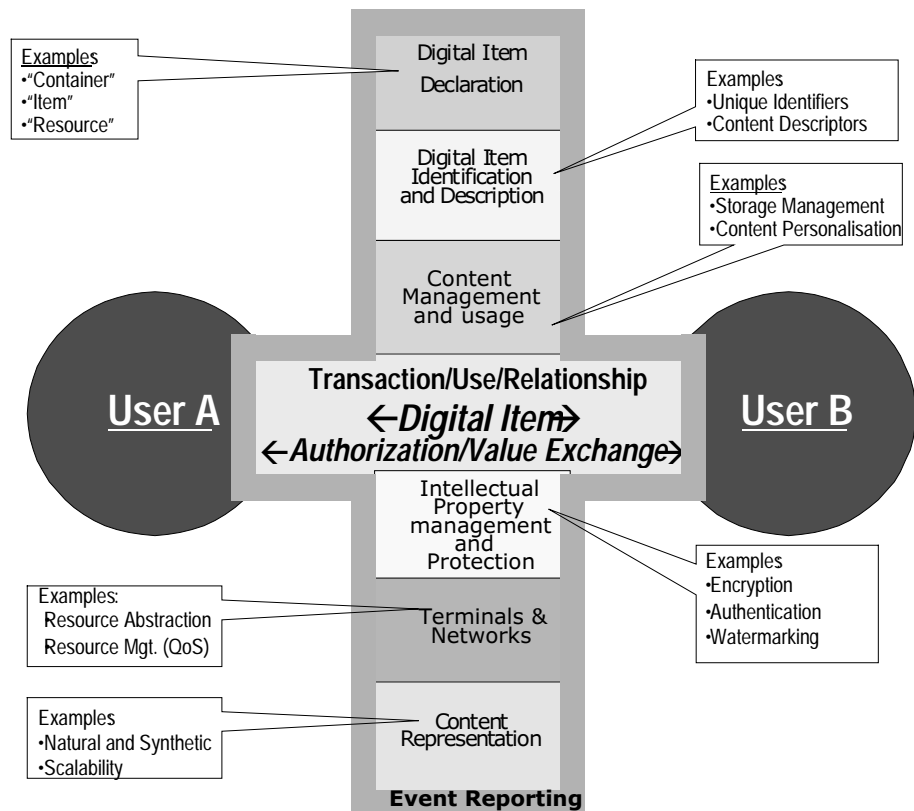 Digital Item
Declaration
Examples
•“Container”
•“Item”
•“Resource”
Examples
•Unique Identifiers
•Content Descriptors
Digital Item
Identification
and Description
Examples
•Storage Management
•Content Personalisation
Content
Management
and usage
User A
Transaction/Use/Relationship
←Digital Item→
←Authorization/Value Exchange→
User B
Intellectual
Property
management
and
Protection
Examples
•Encryption
•Authentication
•Watermarking
Examples:
•Resource Abstraction
•Resource Mgt. (QoS)
Terminals &
Networks
Examples
•Natural and Synthetic
•Scalability
Content
Representation
Event Reporting